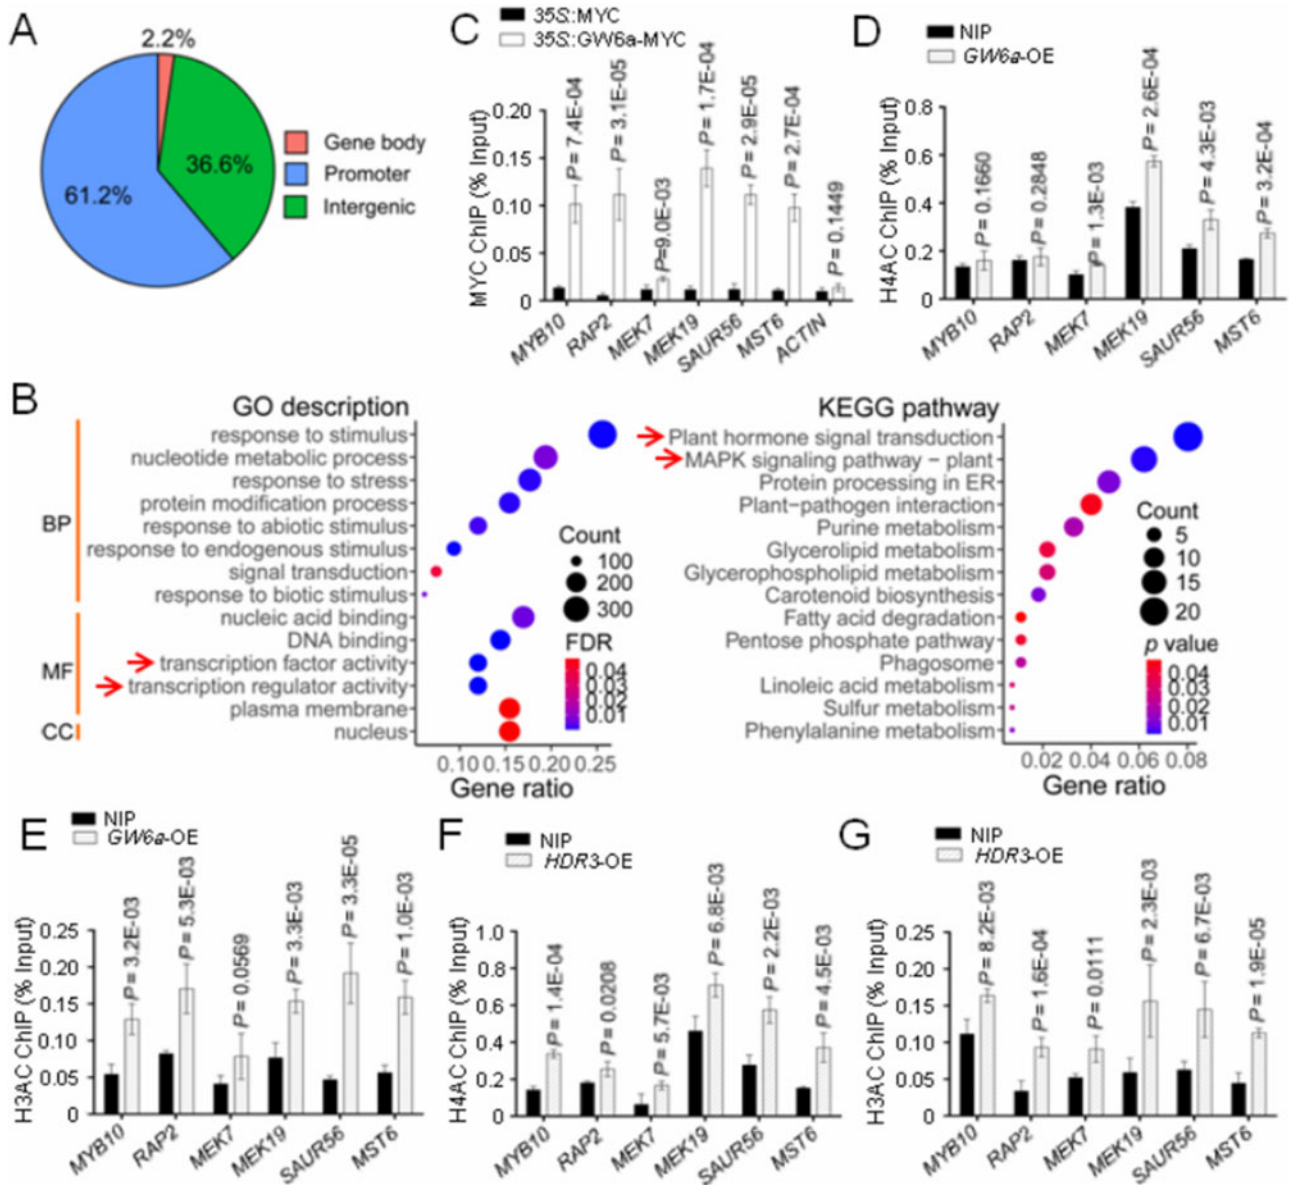 A
2.2%
36.6%
61.2%
Gene body
Promoter
Intergenic
C
35S::MYC
35S::GW6a-MYC
MYC ChIP (% Input)
0.20
0.15
0.10
0.05
0
P = 7.4E-04
P = 3.1E-05
P=9.0E-03
P = 1.7E-04
P = 2.9E-05
P = 2.7E-04
P = 0.1449
MYB10
RAP2
MEK7
MEK19
SAUR56
MST6
ACTIN
D
NIP
GW6a-OE
H4AC ChIP (% Input)
0.8
0.6
0.4
0.2
0
P = 0.1660
P = 0.2848
P = 1.3E-03
P = 2.6E-04
P = 4.3E-03
P = 3.2E-04
MYB10
RAP2
MEK7
MEK19
SAUR56
MST6
B
GO description
BP
response to stimulus
nucleotide metabolic process
response to stress
protein modification process
response to abiotic stimulus
response to endogenous stimulus
signal transduction
response to biotic stimulus
MF
nucleic acid binding
DNA binding
transcription factor activity
transcription regulator activity
plasma membrane
CC
nucleus
Count
100
200
300
FDR
0.04
0.03
0.02
0.01
0.10 0.15 0.20 0.25
Gene ratio
KEGG pathway
Plant hormone signal transduction
MAPK signaling pathway − plant
Protein processing in ER
Plant−pathogen interaction
Purine metabolism
Glycerolipid metabolism
Glycerophospholipid metabolism
Carotenoid biosynthesis
Fatty acid degradation
Pentose phosphate pathway
Phagosome
Linoleic acid metabolism
Sulfur metabolism
Phenylalanine metabolism
Count
5
10
15
20
p value
0.04
0.03
0.02
0.01
0.02 0.04 0.06 0.08
Gene ratio
E
NIP
GW6a-OE
H3AC ChIP (% Input)
0.25
0.20
0.15
0.10
0.05
0
P = 3.2E-03
P = 5.3E-03
P = 0.0569
P = 3.3E-03
P = 3.3E-05
P = 1.0E-03
MYB10
RAP2
MEK7
MEK19
SAUR56
MST6
F
NIP
HDR3-OE
H4AC ChIP (% Input)
1.0
0.8
0.6
0.4
0.2
0
P = 1.4E-04
P = 0.0208
P = 5.7E-03
P = 6.8E-03
P = 2.2E-03
P = 4.5E-03
MYB10
RAP2
MEK7
MEK19
SAUR56
MST6
G
NIP
HDR3-OE
H3AC ChIP (% Input)
0.25
0.20
0.15
0.10
0.05
0
P = 8.2E-03
P = 1.6E-04
P = 0.0111
P = 2.3E-03
P = 6.7E-03
P = 1.9E-05
MYB10
RAP2
MEK7
MEK19
SAUR56
MST6